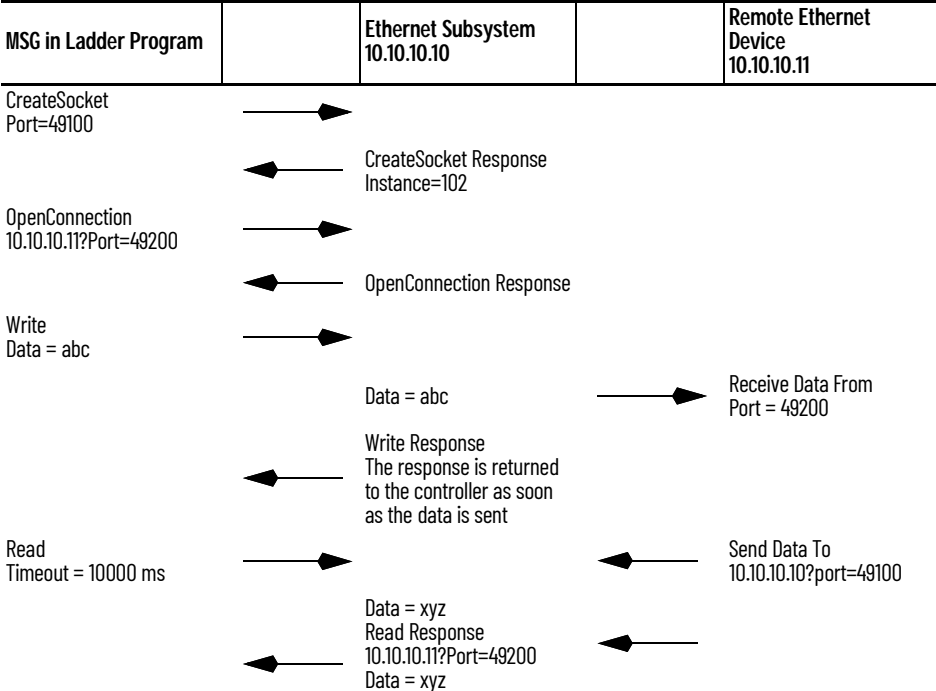 MSG in Ladder Program
Ethernet Subsystem
10.10.10.10
Remote Ethernet
Device
10.10.10.11
CreateSocket
Port=49100
CreateSocket Response
Instance=102
OpenConnection
10.10.10.11?Port=49200
OpenConnection Response
Write
Data = abc
Data = abc
Receive Data From
Port = 49200
Write Response
The response is returned
to the controller as soon
as the data is sent
Read
Timeout = 10000 ms
Send Data To
10.10.10.10?port=49100
Data = xyz
Read Response
10.10.10.11?Port=49200
Data = xyz